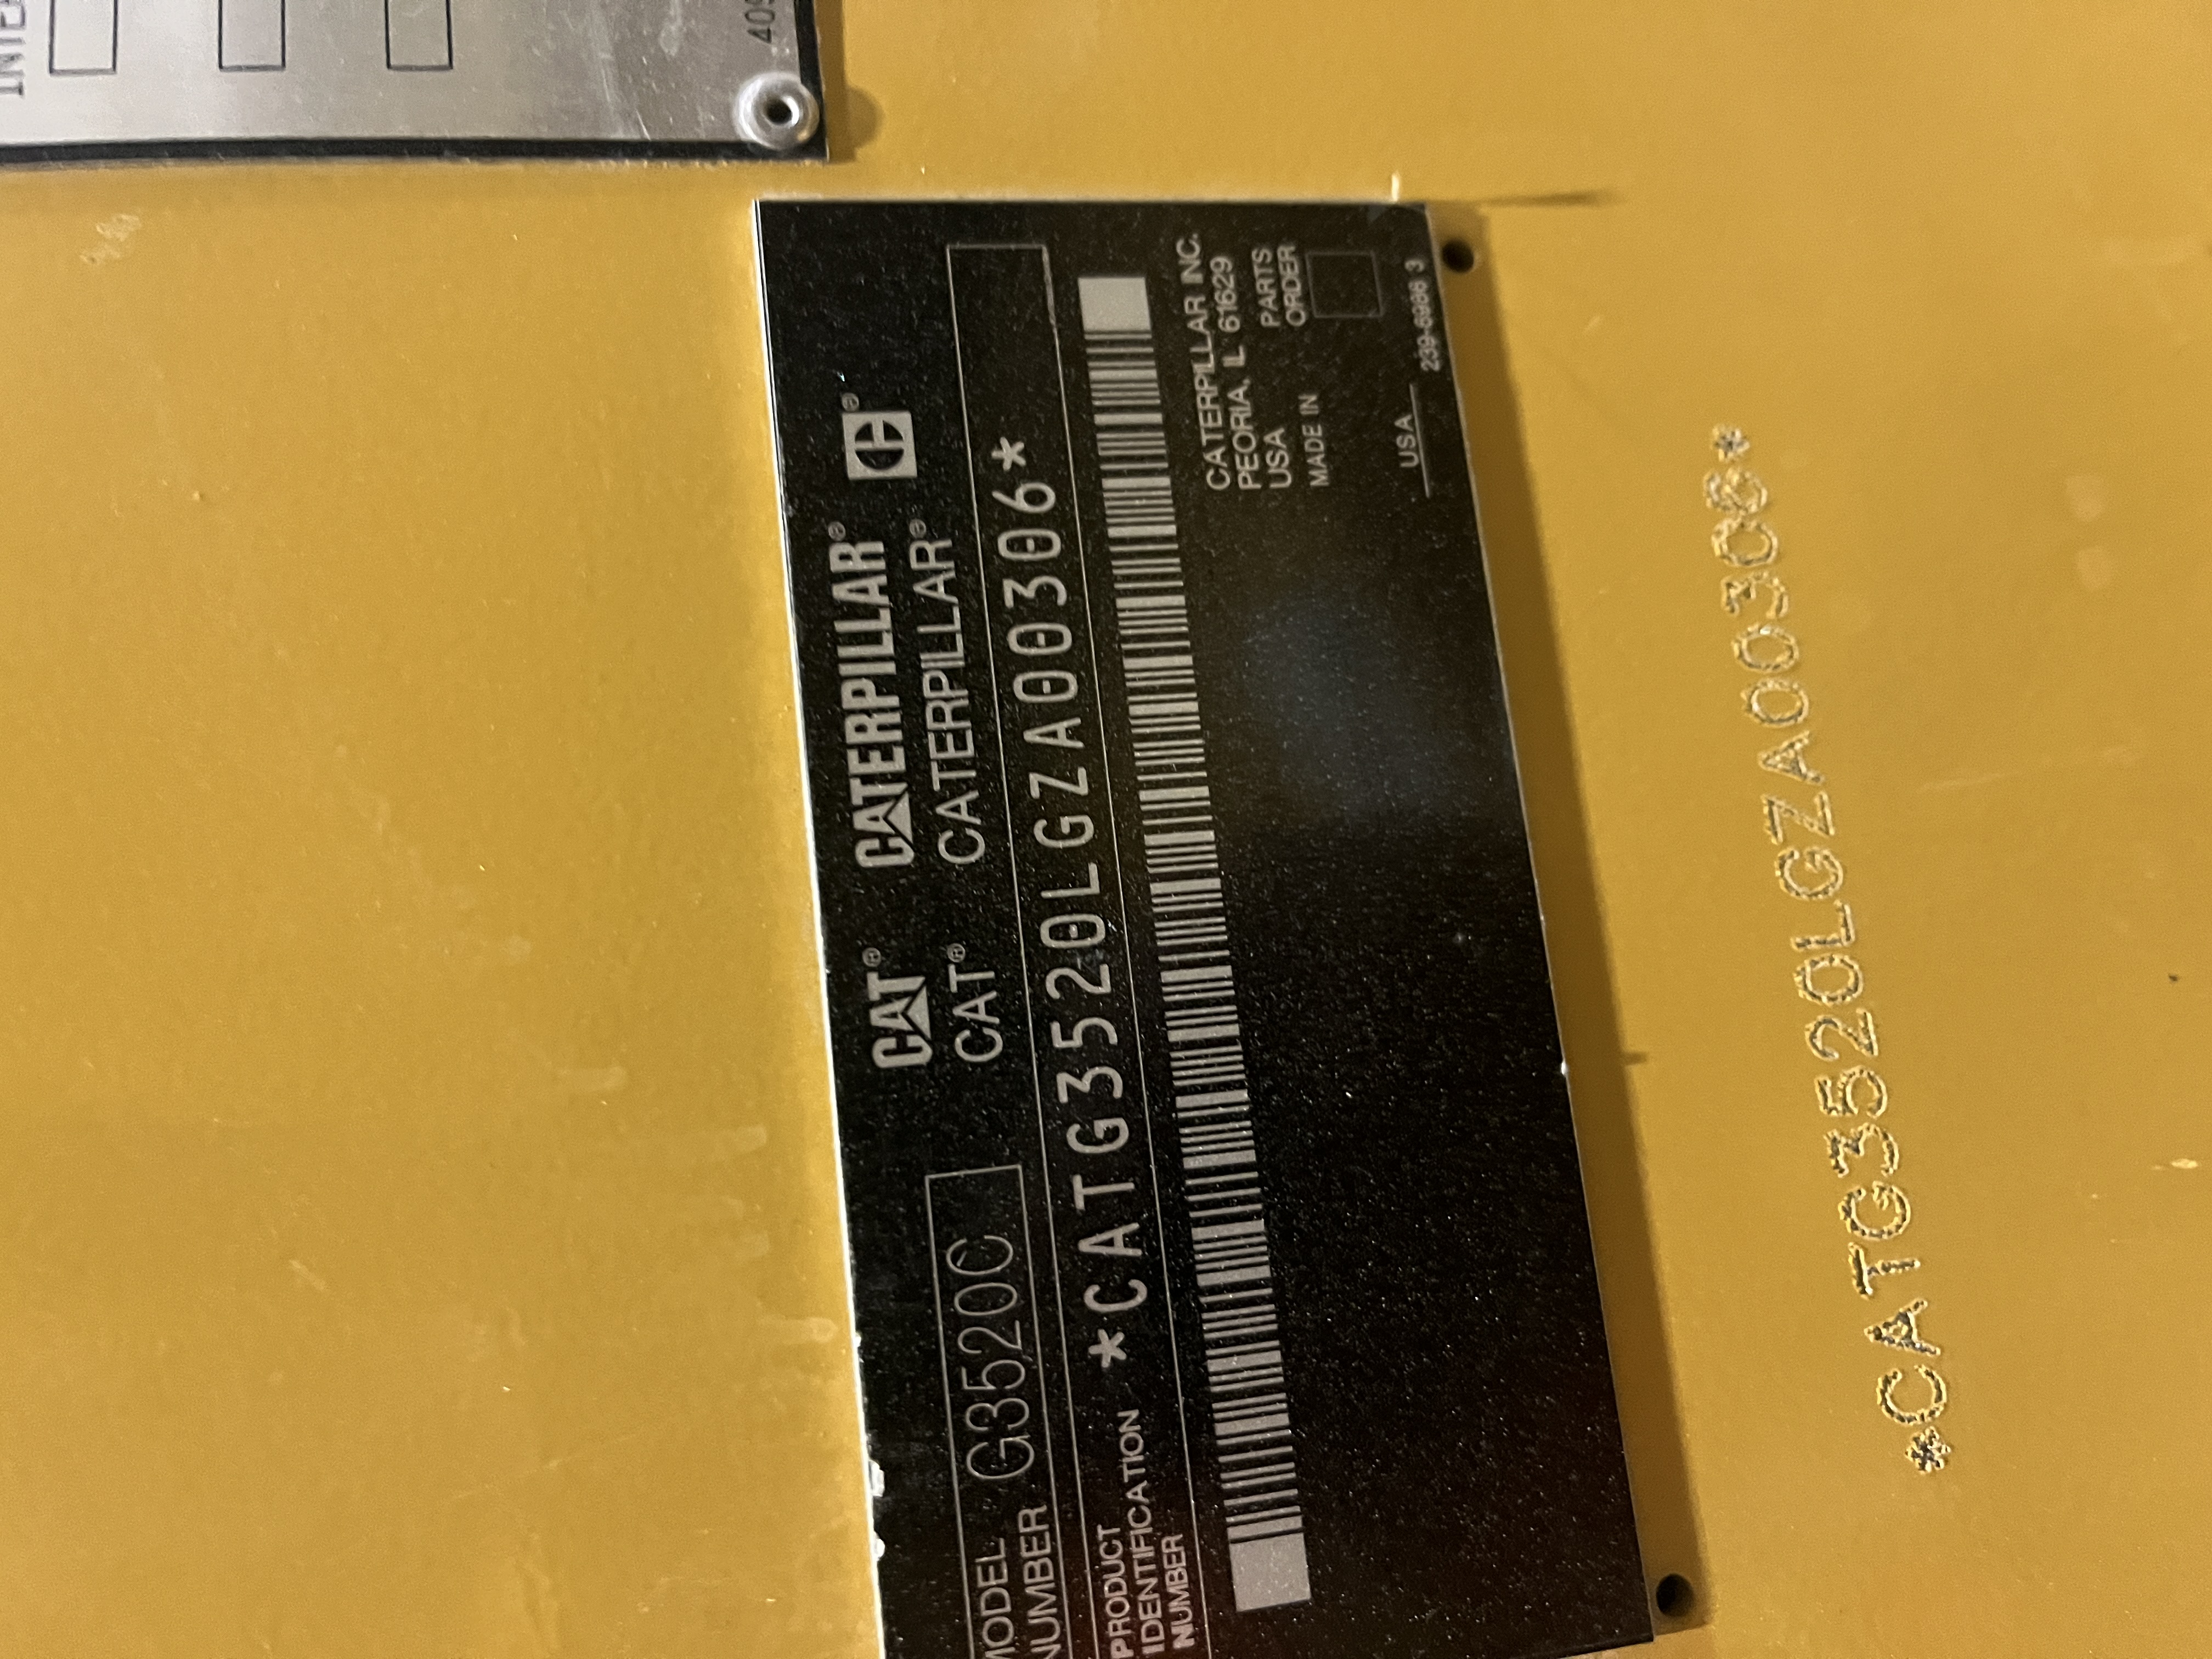 CAT® CATERPILLAR® ®
CAT® CATERPILLAR®
MODEL
NUMBER
G3520C
PRODUCT
IDENTIFICATION
NUMBER
*CATG3520LGZA00306*
CATERPILLAR INC.
PEORIA, IL 61629
USA
PARTS
ORDER
MADE IN
USA
239-6986 3
*CATG3520LGZA00306*